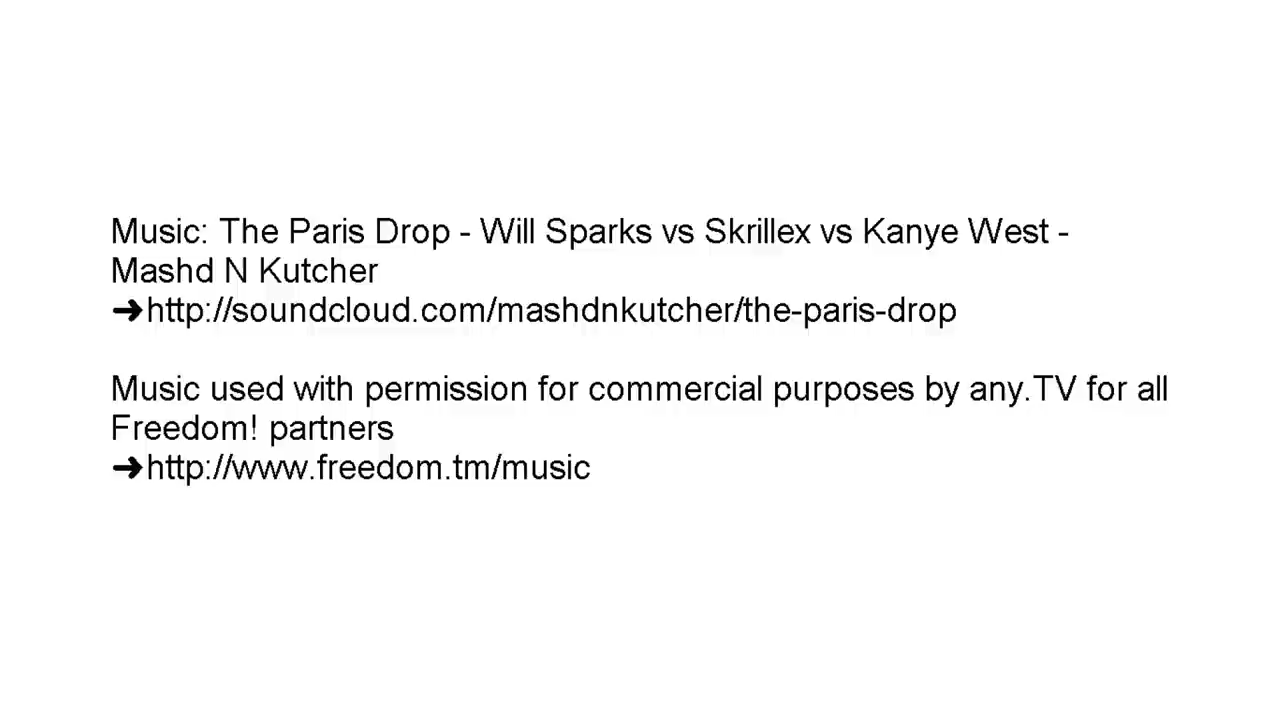 Music: The Paris Drop - Will Sparks vs Skrillex vs Kanye West -
Mashd N Kutcher
➜http://soundcloud.com/mashdnkutcher/the-paris-drop
Music used with permission for commercial purposes by any.TV for all
Freedom! partners
➜http://www.freedom.tm/music